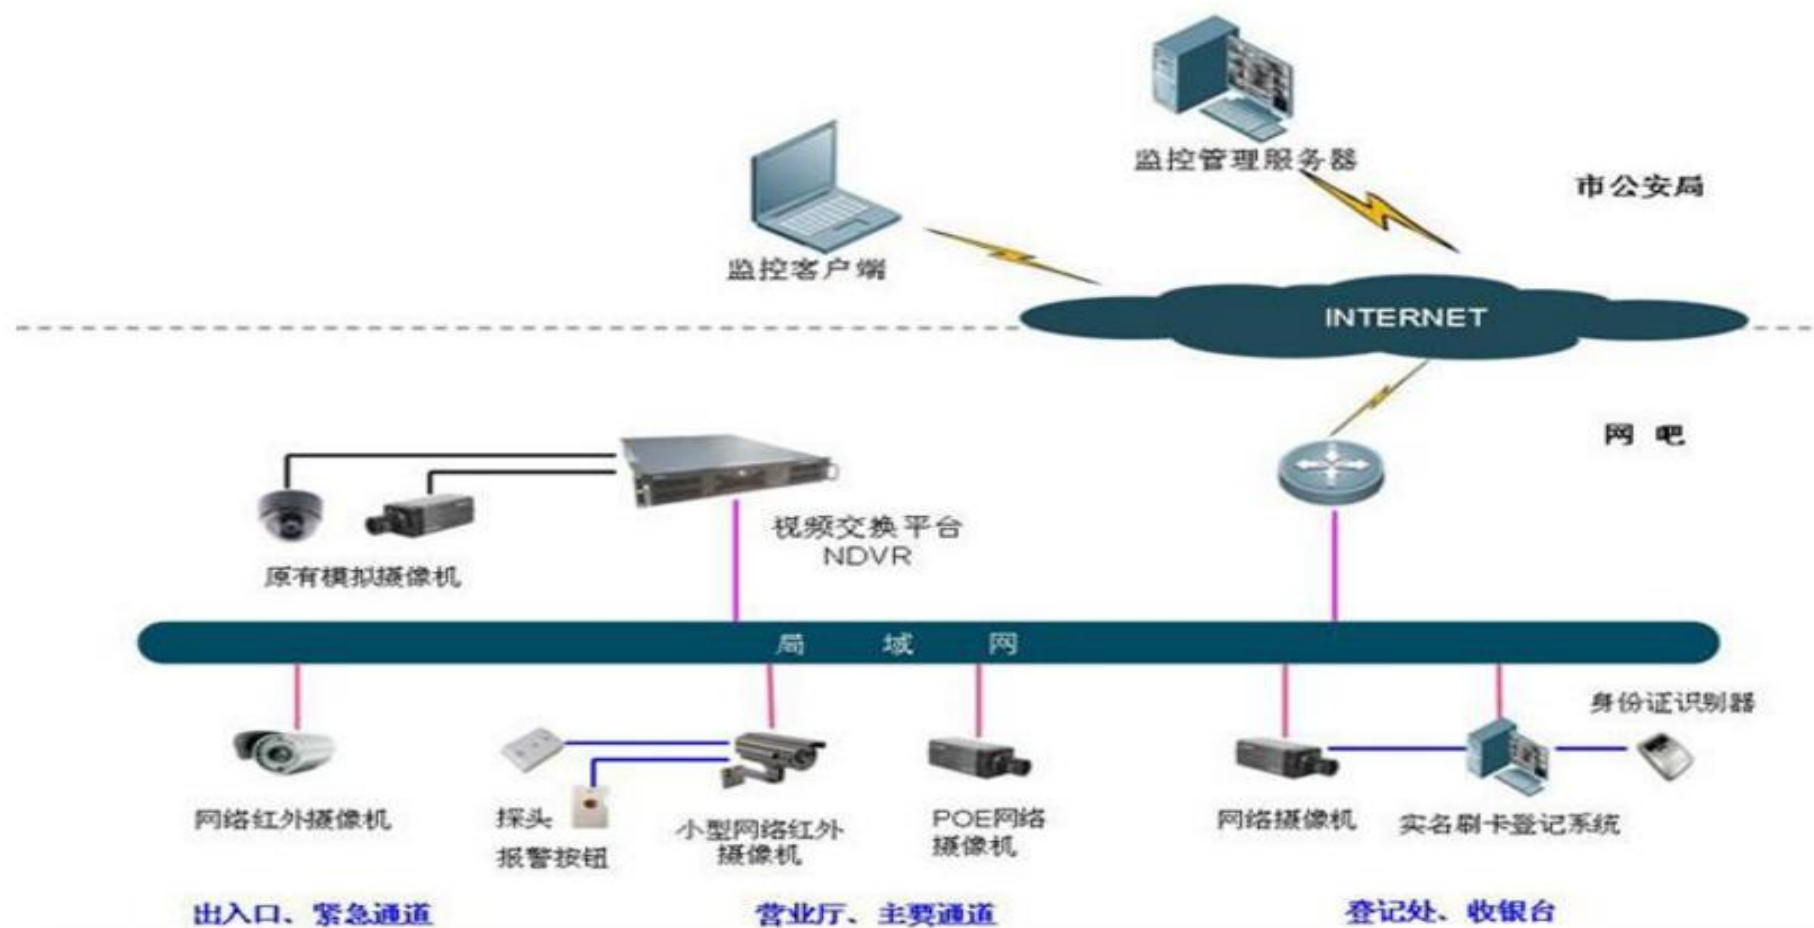 监控管理服务器
市公安局
监控客户端
INTERNET
网 吧
视频交换平台
NDVR
原有模拟摄像机
局 域 网
身份证识别器
网络红外摄像机
探头
报警按钮
小型网络红外
摄像机
POE网络
摄像机
网络摄像机
实名刷卡登记系统
出入口、紧急通道
营业厅、主要通道
登记处、收银台